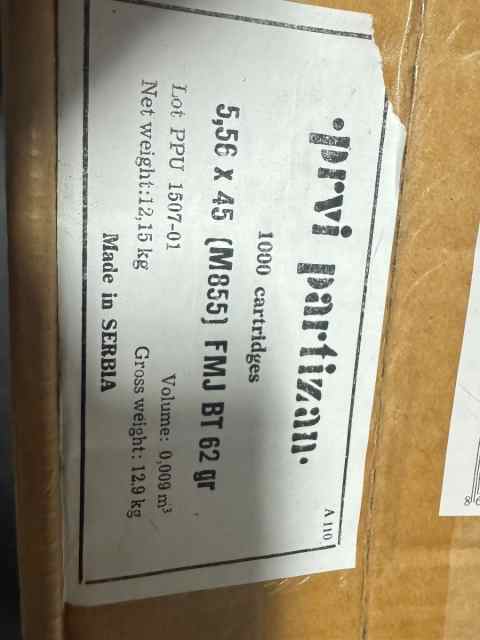 ·prvi partizan·
1000 cartridges
5,56 x 45 (M855) FMJ BT 62 gr
Lot PPU 1507-01 Volume: 0,009 m³
Net weight:12,15 kg Gross weight: 12,9 kg
Made in SERBIA
A 110